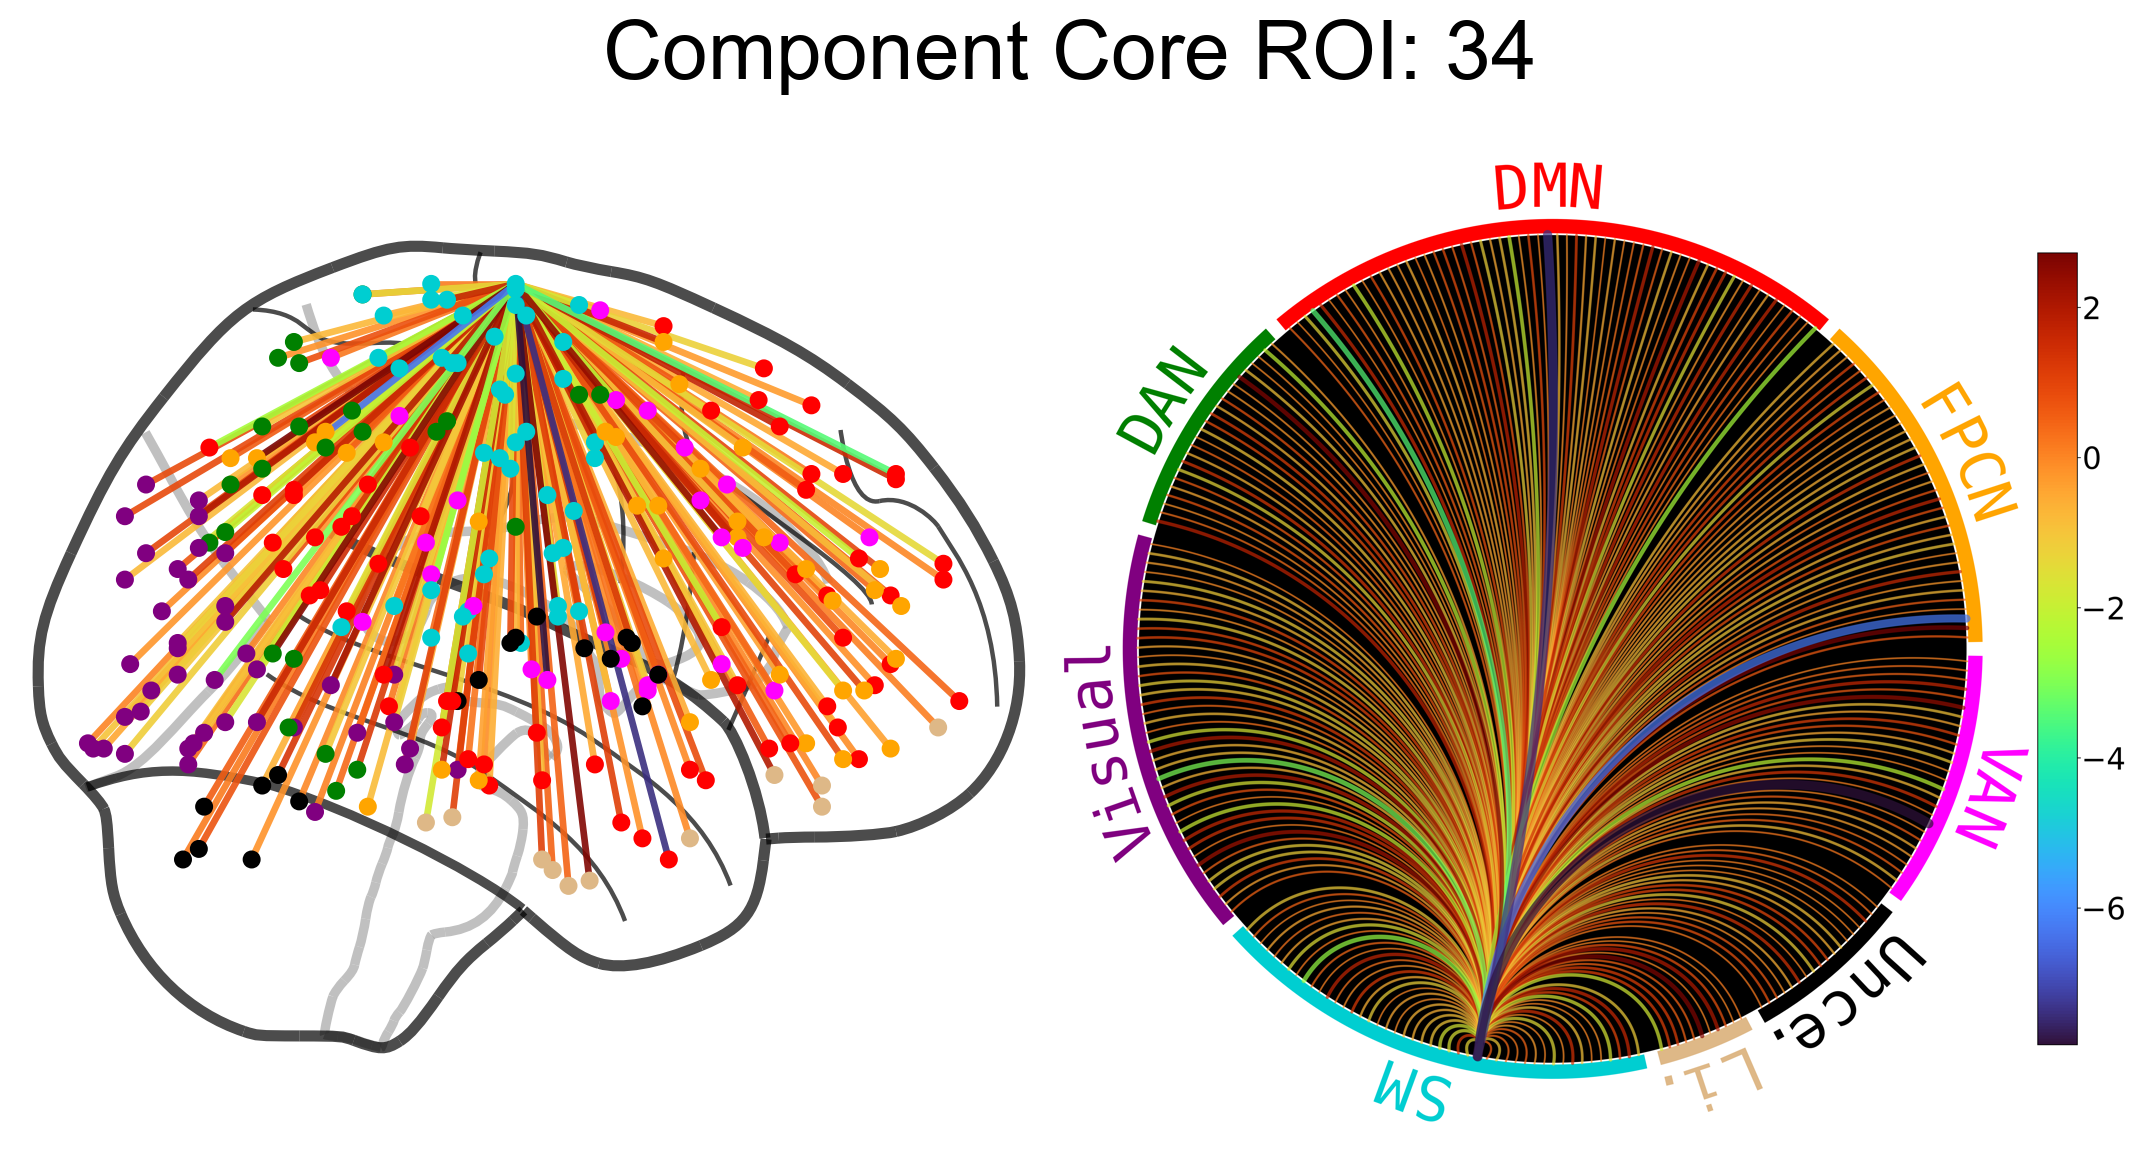 Component Core ROI: 34
DMN
DAN
FPCN
Visual
VAN
Unce.
Li.
SM
2
0
−2
−4
−6